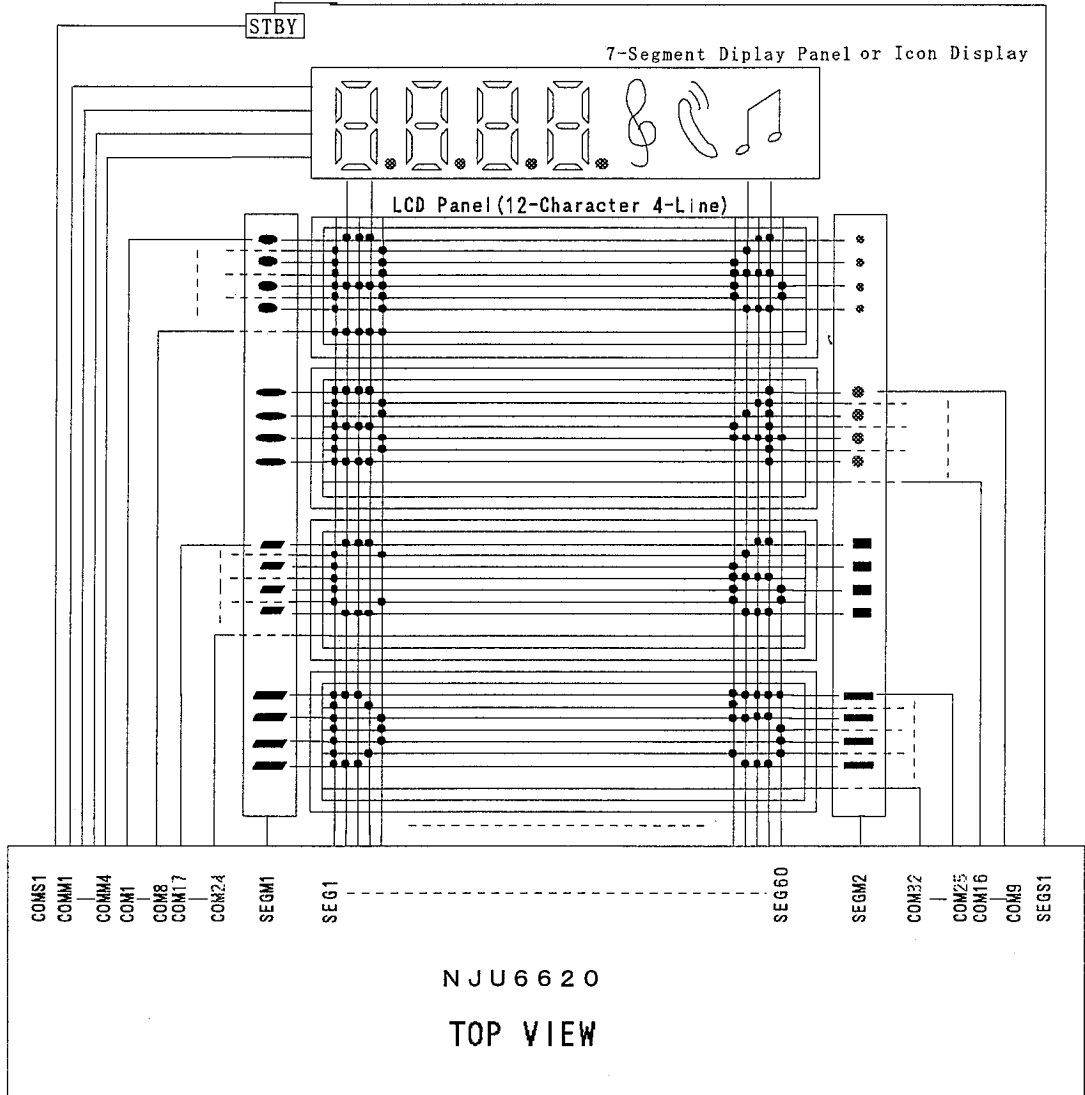 STBY
7-Segment Diplay Panel or Icon Display
LCD Panel(12-Character 4-Line)
COMS1
COMM1
COMM4
COM1
COM8
COM17
COM24
SEGM1
SEG1
SEG60
SEGM2
COM32
COM25
COM16
COM9
SEGS1
NJU6620
TOP VIEW